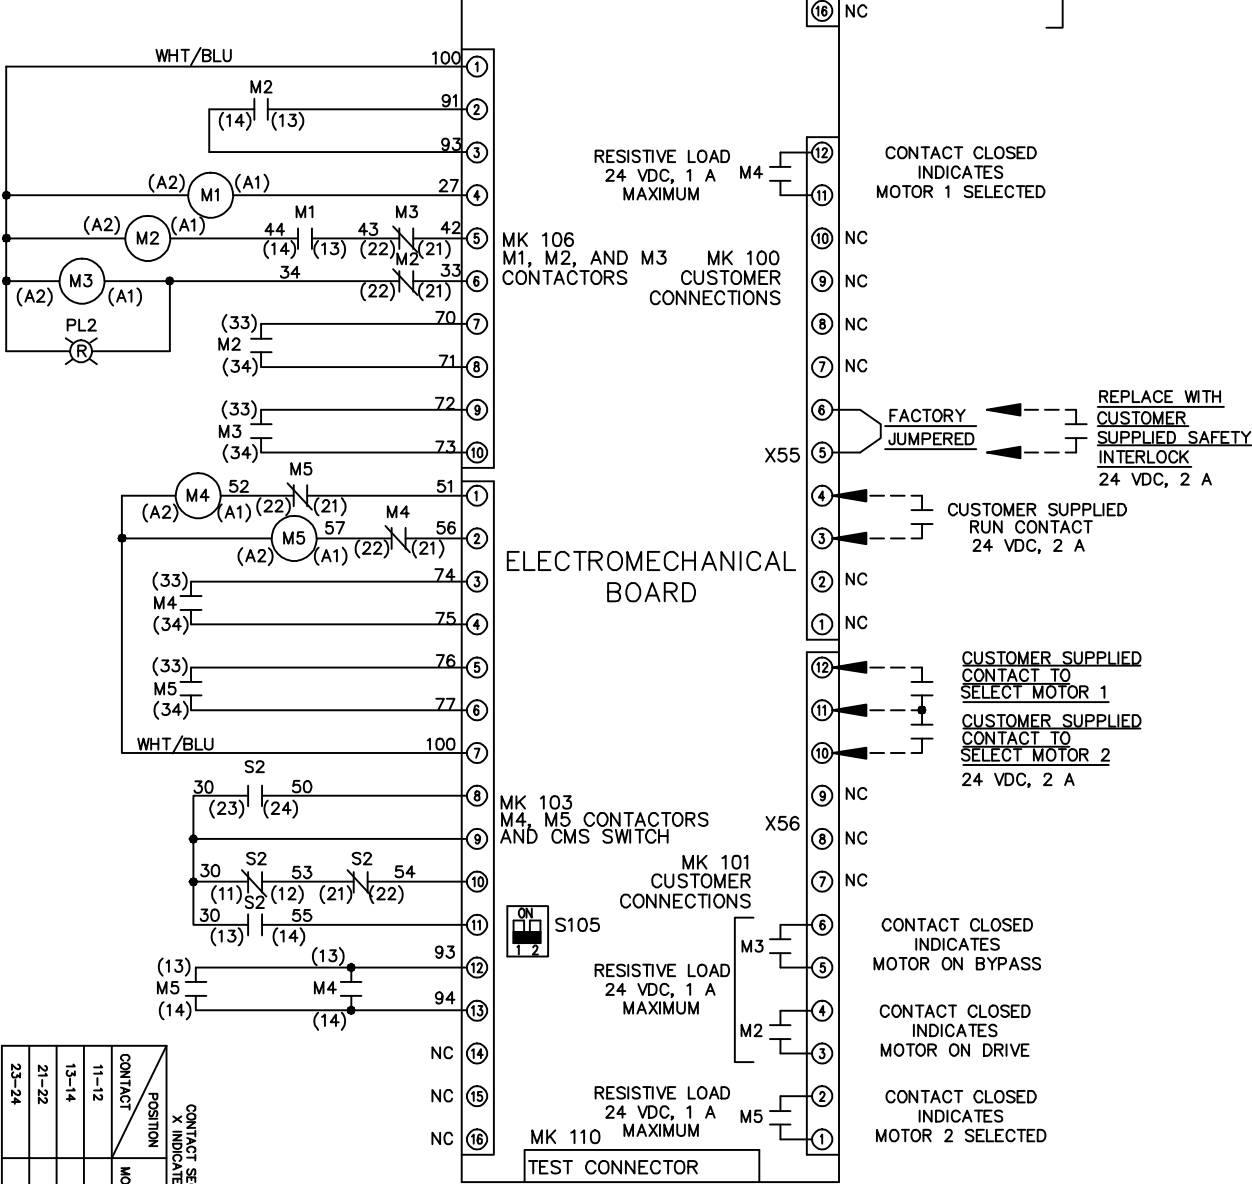 16 NC
WHT/BLU 100 1
M2
(14) (13) 91 2
93 3
(A2) M1 (A1) 27 4
(A2) M2 (A1) 44 M1 43 M3 42 5
(14) (13) (22) (21)
(A2) M3 (A1) 34 M2 33 6
(22) (21)
PL2
R
(33) 70 7
M2
(34) 71 8
(33) 72 9
M3
(34) 73 10
MK 106
M1, M2, AND M3
CONTACTORS
M4 52 M5 51 1
(A2) (A1) (22) (21)
M5 57 M4 56 2
(A2) (A1) (22) (21)
(33) 74 3
M4
(34) 75 4
(33) 76 5
M5
(34) 77 6
WHT/BLU 100 7
S2
30 50 8
(23) (24)
9
30 S2 53 S2 54 10
(11) (12) (21) (22)
30 S2 55 11
(13) (14)
(13) (13) 93 12
M5 M4
(14) (14) 94 13
NC 14
NC 15
NC 16
MK 103
M4, M5 CONTACTORS
AND CMS SWITCH
ON
1 2
S105
ELECTROMECHANICAL
BOARD
MK 110
TEST CONNECTOR
RESISTIVE LOAD
24 VDC, 1 A
MAXIMUM
M4
12
11
CONTACT CLOSED
INDICATES
MOTOR 1 SELECTED
MK 100
CUSTOMER
CONNECTIONS
10 NC
9 NC
8 NC
7 NC
X55
6
5
FACTORY
JUMPERED
REPLACE WITH
CUSTOMER
SUPPLIED SAFETY
INTERLOCK
24 VDC, 2 A
4
3
CUSTOMER SUPPLIED
RUN CONTACT
24 VDC, 2 A
2 NC
1 NC
12
11
10
CUSTOMER SUPPLIED
CONTACT TO
SELECT MOTOR 1
CUSTOMER SUPPLIED
CONTACT TO
SELECT MOTOR 2
24 VDC, 2 A
X56
9 NC
8 NC
7 NC
MK 101
CUSTOMER
CONNECTIONS
M3
6
5
CONTACT CLOSED
INDICATES
MOTOR ON BYPASS
RESISTIVE LOAD
24 VDC, 1 A
MAXIMUM
M2
4
3
CONTACT CLOSED
INDICATES
MOTOR ON DRIVE
RESISTIVE LOAD
24 VDC, 1 A
MAXIMUM
M5
2
1
CONTACT CLOSED
INDICATES
MOTOR 2 SELECTED
CONTACT SE
X INDICATE
POSITION
CONTACT
MO
11-12
13-14
21-22
23-24